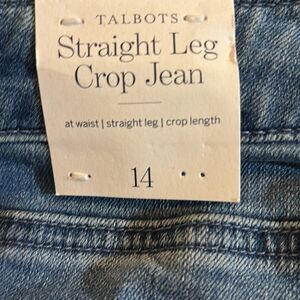 TALBOTS
Straight Leg
Crop Jean
at waist | straight leg | crop length
14